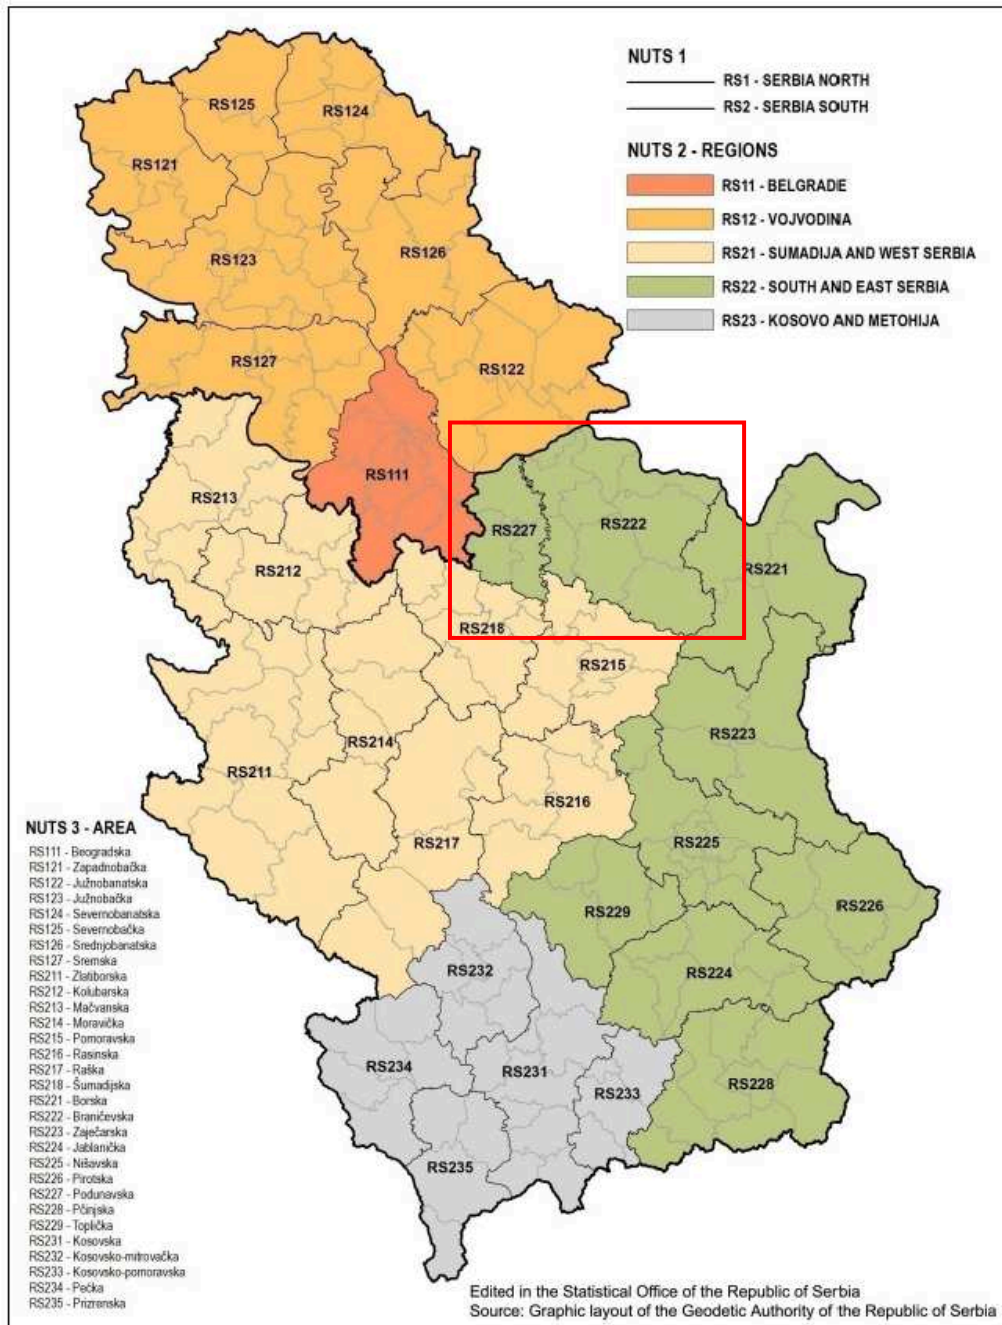 NUTS 1
RS1 - SERBIA NORTH
RS2 - SERBIA SOUTH
NUTS 2 - REGIONS
RS11 - BELGRADE
RS12 - VOJVODINA
RS21 - SUMADIJA AND WEST SERBIA
RS22 - SOUTH AND EAST SERBIA
RS23 - KOSOVO AND METOHIJA
RS125
RS124
RS121
RS123
RS126
RS127
RS122
RS111
RS213
RS227
RS222
RS212
RS221
RS218
RS215
RS214
RS223
RS211
RS216
RS217
RS225
RS229
RS226
RS232
RS224
RS234
RS231
RS233
RS228
RS235
NUTS 3 - AREA
RS111 - Beogradska
RS121 - Zapadnobačka
RS122 - Južnobanatska
RS123 - Južnobačka
RS124 - Severnobanatska
RS125 - Severnobačka
RS126 - Srednjobanatska
RS127 - Sremska
RS211 - Zlatiborska
RS212 - Kolubarska
RS213 - Mačvanska
RS214 - Moravička
RS215 - Pomoravska
RS216 - Rasinska
RS217 - Raška
RS218 - Šumadijska
RS221 - Borska
RS222 - Braničevska
RS223 - Zaječarska
RS224 - Jablanička
RS225 - Nišavska
RS226 - Pirotska
RS227 - Podunavska
RS228 - Pčinjska
RS229 - Toplička
RS231 - Kosovska
RS232 - Kosovsko-mitrovačka
RS233 - Kosovsko-pomoravska
RS234 - Pečka
RS235 - Prizrenska
Edited in the Statistical Office of the Republic of Serbia
Source: Graphic layout of the Geodetic Authority of the Republic of Serbia